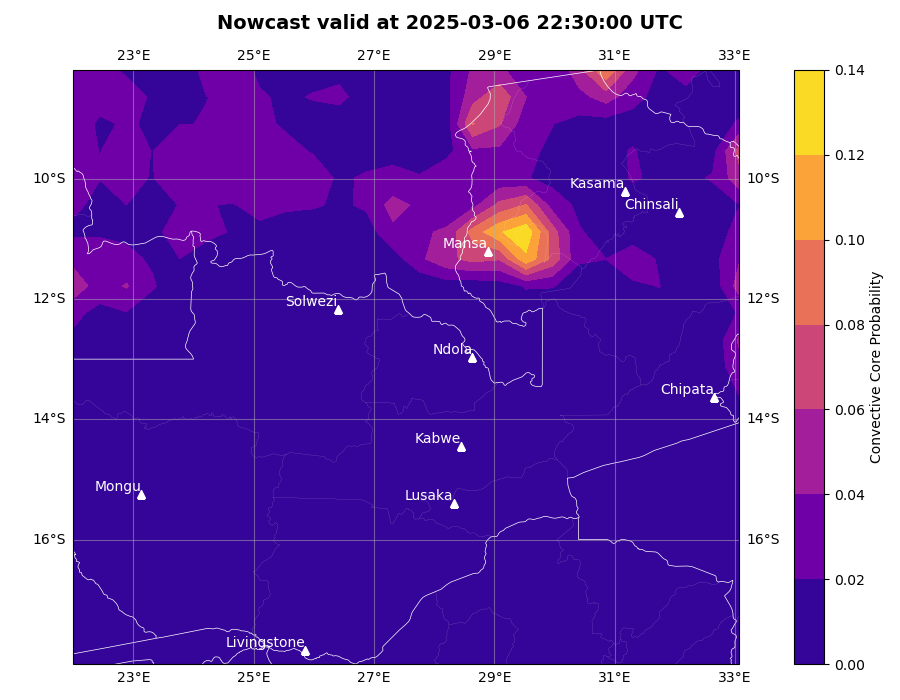 Nowcast valid at 2025-03-06 22:30:00 UTC
23°E 25°E 27°E 29°E 31°E 33°E
0.14
0.12
10°S Kasama 10°S
Chinsali
0.10
Mansa
12°S Solwezi 12°S
0.08
Ndola
Chipata
0.06
14°S 14°S
Kabwe
Mongu
Lusaka
0.04
16°S 16°S
0.02
Livingstone
0.00
23°E 25°E 27°E 29°E 31°E 33°E
Convective Core Probability